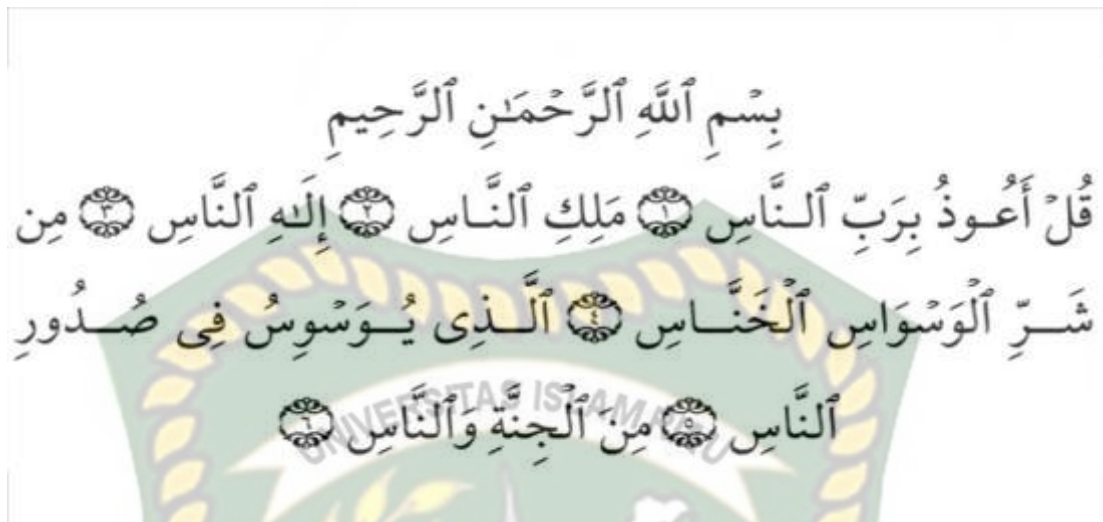 بِسْمِ ٱللَّهِ ٱلرَّحْمَـٰنِ ٱلرَّحِيمِ
قُلْ أَعُوذُ بِرَبِّ ٱلنَّاسِ ١ مَلِكِ ٱلنَّاسِ ٢ إِلَـٰهِ ٱلنَّاسِ ٣ مِن
شَرِّ ٱلْوَسْوَاسِ ٱلْخَنَّاسِ ٤ ٱلَّذِى يُوَسْوِسُ فِى صُدُورِ
ٱلنَّاسِ ٥ مِنَ ٱلْجِنَّةِ وَٱلنَّاسِ ٦
UNIVERSITAS ISLAM RIAU